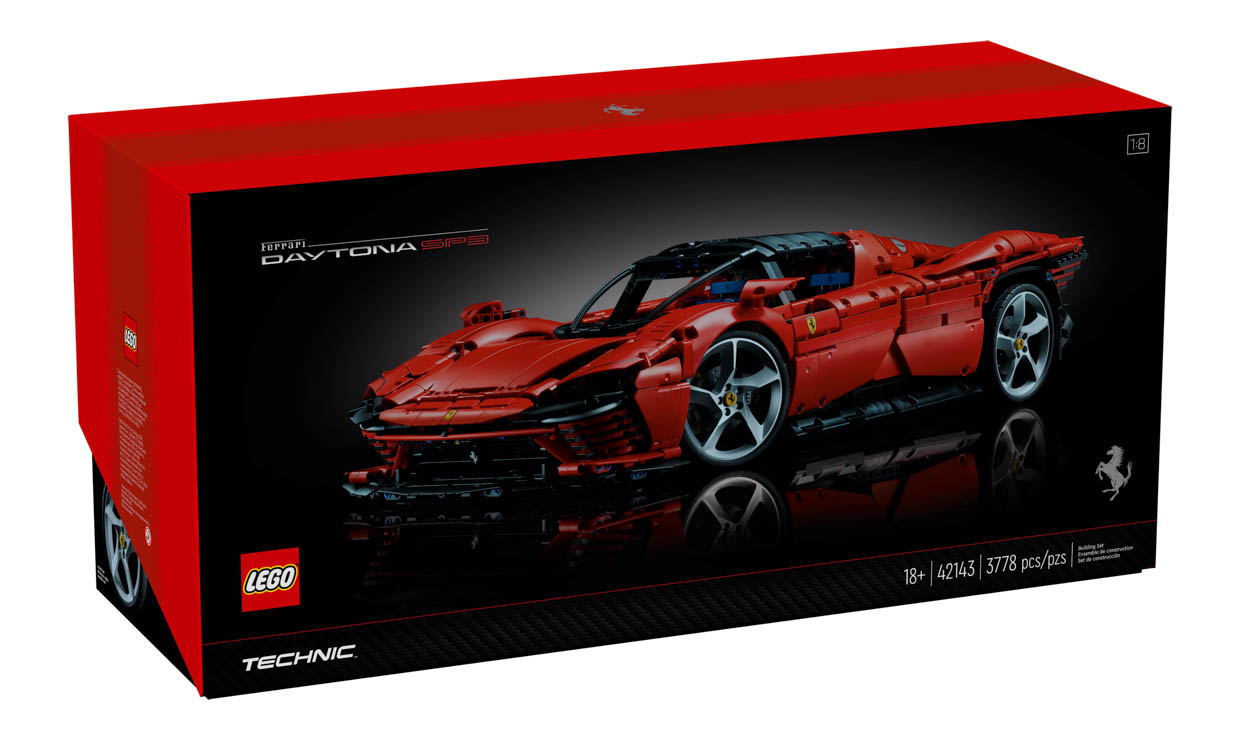 1:8
Ferrari
DAYTONA SP3
LEGO
LEGO
18+ | 42143 | 3778 pcs/pzs
Building Set
Ensemble de construction
Set de construcción
TECHNIC